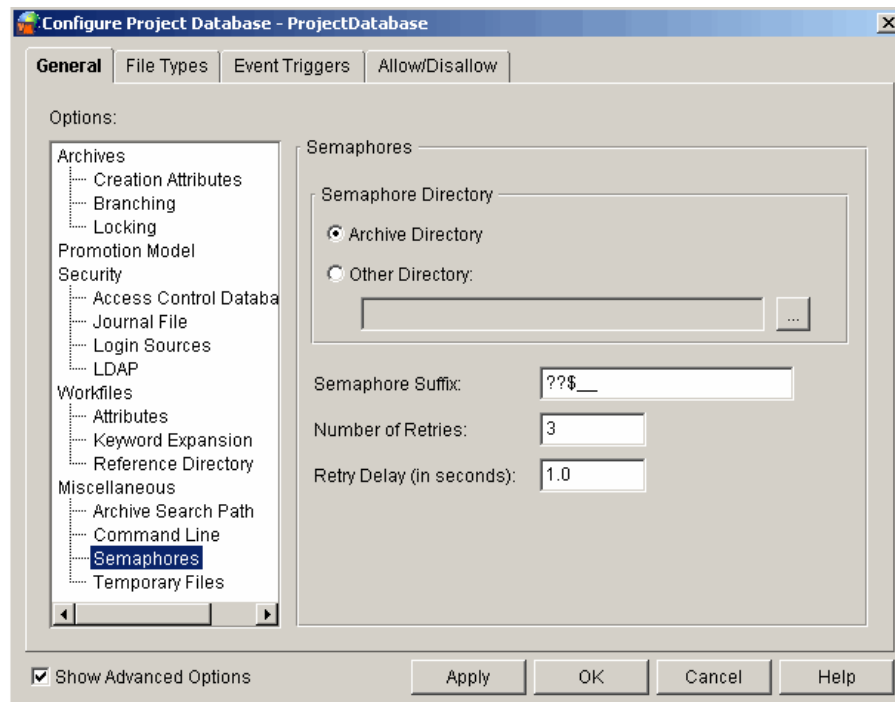 Configure Project Database - ProjectDatabase
General File Types Event Triggers Allow/Disallow
Options:
Archives
Creation Attributes
Branching
Locking
Promotion Model
Security
Access Control Databa
Journal File
Login Sources
LDAP
Workfiles
Attributes
Keyword Expansion
Reference Directory
Miscellaneous
Archive Search Path
Command Line
Semaphores
Temporary Files
Semaphores
Semaphore Directory
Archive Directory
Other Directory:
...
Semaphore Suffix: ??$__
Number of Retries: 3
Retry Delay (in seconds): 1.0
Show Advanced Options Apply OK Cancel Help